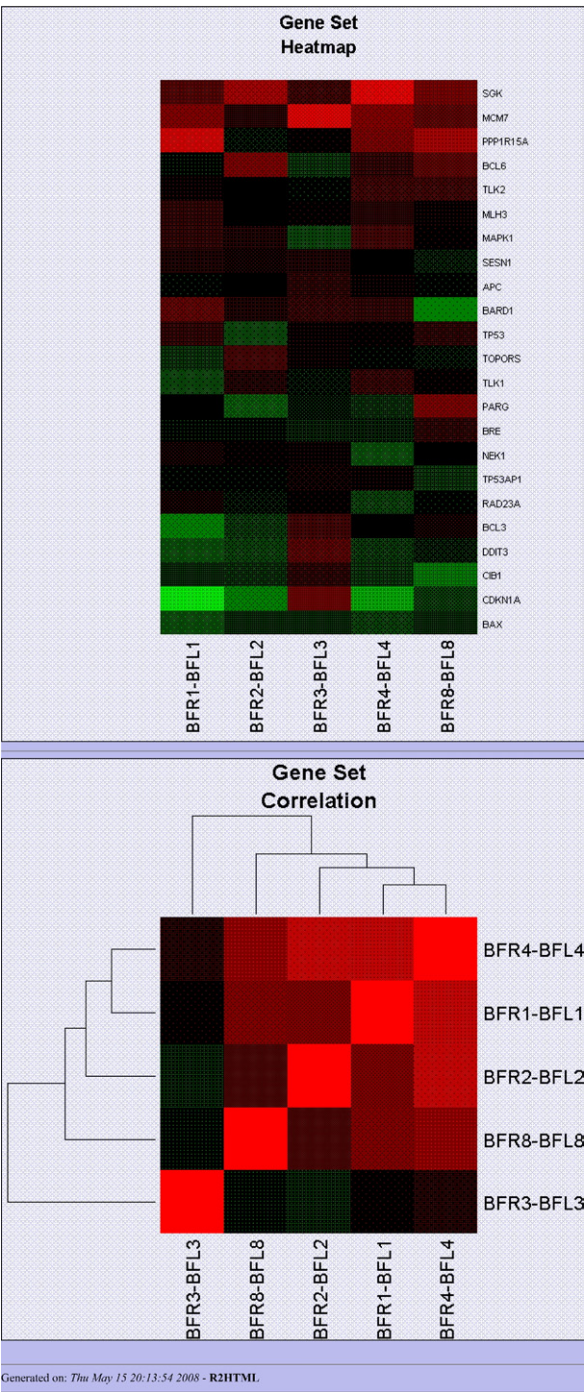 Gene Set
Heatmap
SGK
MCM7
PPP1R15A
BCL6
TLK2
MLH3
MAPK1
SESN1
APC
BARD1
TP53
TOPORS
TLK1
PARG
BRE
NEK1
TP53AP1
RAD23A
BCL3
DDIT3
CIB1
CDKN1A
BAX
BFR1-BFL1
BFR2-BFL2
BFR3-BFL3
BFR4-BFL4
BFR8-BFL8
Gene Set
Correlation
BFR4-BFL4
BFR1-BFL1
BFR2-BFL2
BFR8-BFL8
BFR3-BFL3
BFR3-BFL3
BFR8-BFL8
BFR2-BFL2
BFR1-BFL1
BFR4-BFL4
Generated on: Thu May 15 20:13:54 2008 - R2HTML